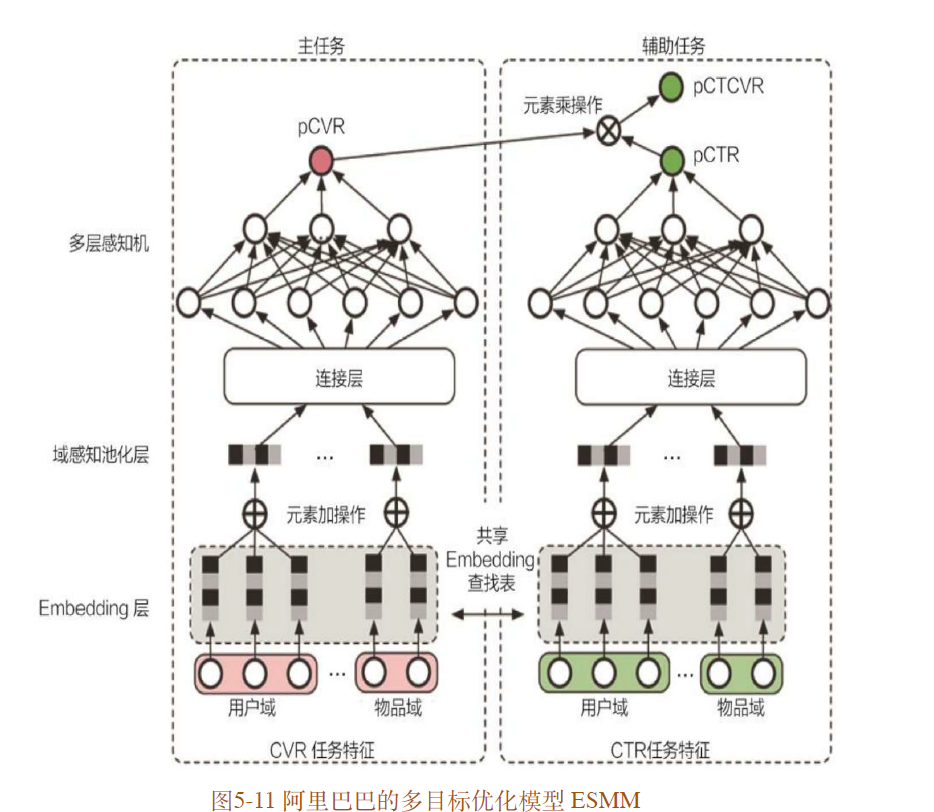 主任务
辅助任务
pCTCVR
元素乘操作
pCVR
pCTR
多层感知机
连接层
连接层
域感知池化层
...
...
元素加操作
元素加操作
共享
Embedding
查找表
Embedding 层
...
...
用户域
物品域
用户域
物品域
CVR 任务特征
CTR任务特征
图5-11 阿里巴巴的多目标优化模型 ESMM